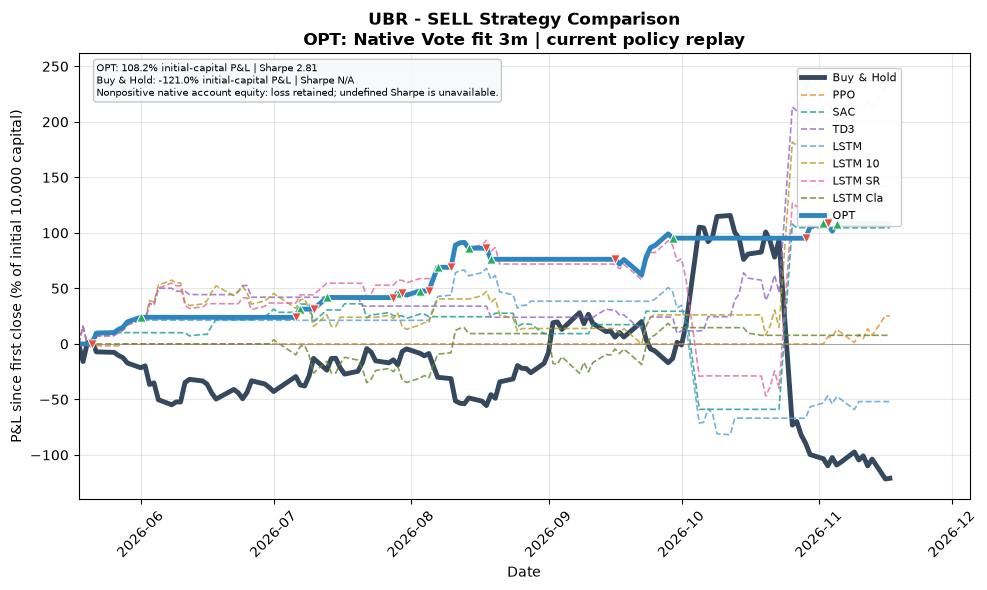 UBR - SELL Strategy Comparison
OPT: Native Vote fit 3m | current policy replay
OPT: 108.2% initial-capital P&L | Sharpe 2.81
Buy & Hold: -121.0% initial-capital P&L | Sharpe N/A
Nonpositive native account equity: loss retained; undefined Sharpe is unavailable.
Buy & Hold
PPO
SAC
TD3
LSTM
LSTM 10
LSTM SR
LSTM Cla
OPT
P&L since first close (% of initial 10,000 capital)
250
200
150
100
50
0
−50
−100
2026-06
2026-07
2026-08
2026-09
2026-10
2026-11
2026-12
Date